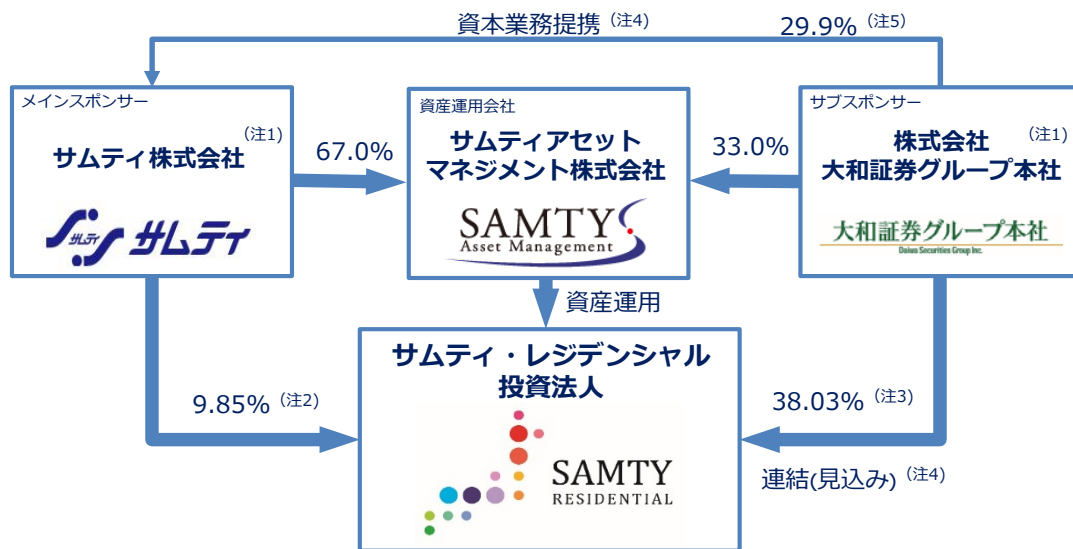 資本業務提携 (注4)
29.9% (注5)
メインスポンサー
サムティ株式会社 (注1)
サムティ サムティ
67.0%
資産運用会社
サムティアセット
マネジメント株式会社
SAMTY
Asset Management
33.0%
サブスポンサー
株式会社 (注1)
大和証券グループ本社
大和証券グループ本社
Daiwa Securities Group Inc.
資産運用
サムティ・レジデンシャル
投資法人
SAMTY
RESIDENTIAL
9.85% (注2)
38.03% (注3)
連結(見込み) (注4)